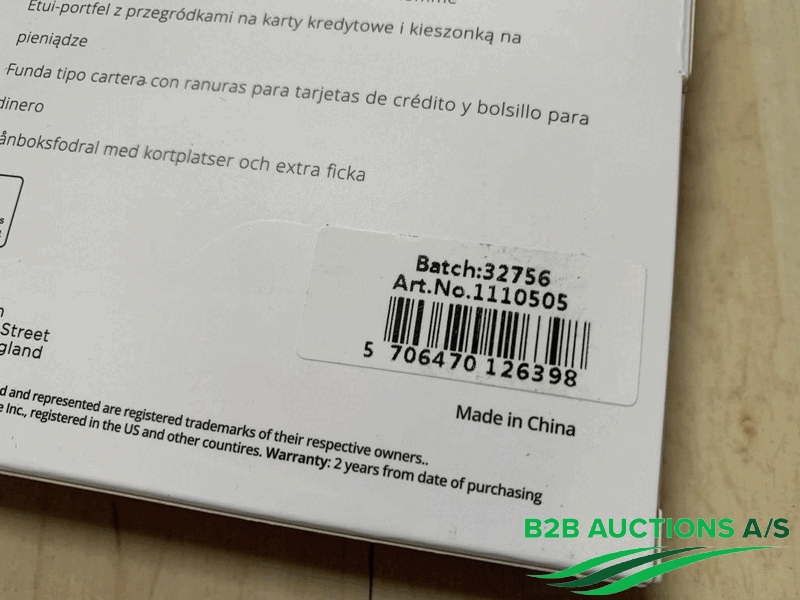 Etui-portfel z przegródkami na karty kredytowe i kieszonką na
pieniądze
Funda tipo cartera con ranuras para tarjetas de crédito y bolsillo para
dinero
ånboksfodral med kortplatser och extra ficka
Batch:32756
Art.No.1110505
5 706470 126398
Street
Made in China
and represented are registered trademarks of their respective owners..
Inc., registered in the US and other countires. Warranty: 2 years from date of purchasing
B2B AUCTIONS A/S